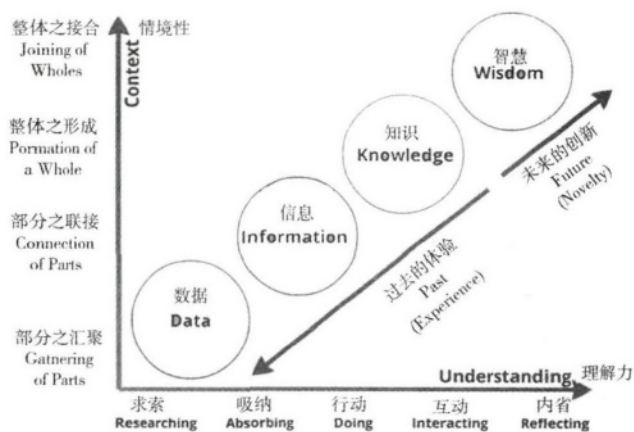 整体之接合
Joining of
Wholes
整体之形成
Pormation of
a Whole
部分之联接
Connection
of Parts
部分之汇聚
Gatnering
of Parts
情境性
Context
智慧
Wisdom
知识
Knowledge
信息
Information
数据
Data
未来的创新
Future
(Novelty)
过去的体验
Past
(Experience)
Understanding 理解力
求索 吸纳 行动 互动 内省
Researching Absorbing Doing Interacting Reflecting